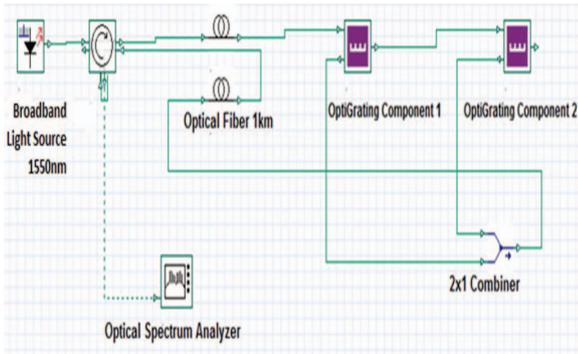 Broadband
Light Source
1550nm
Optical Fiber 1km
OptiGrating Component 1
OptiGrating Component 2
2x1 Combiner
Optical Spectrum Analyzer